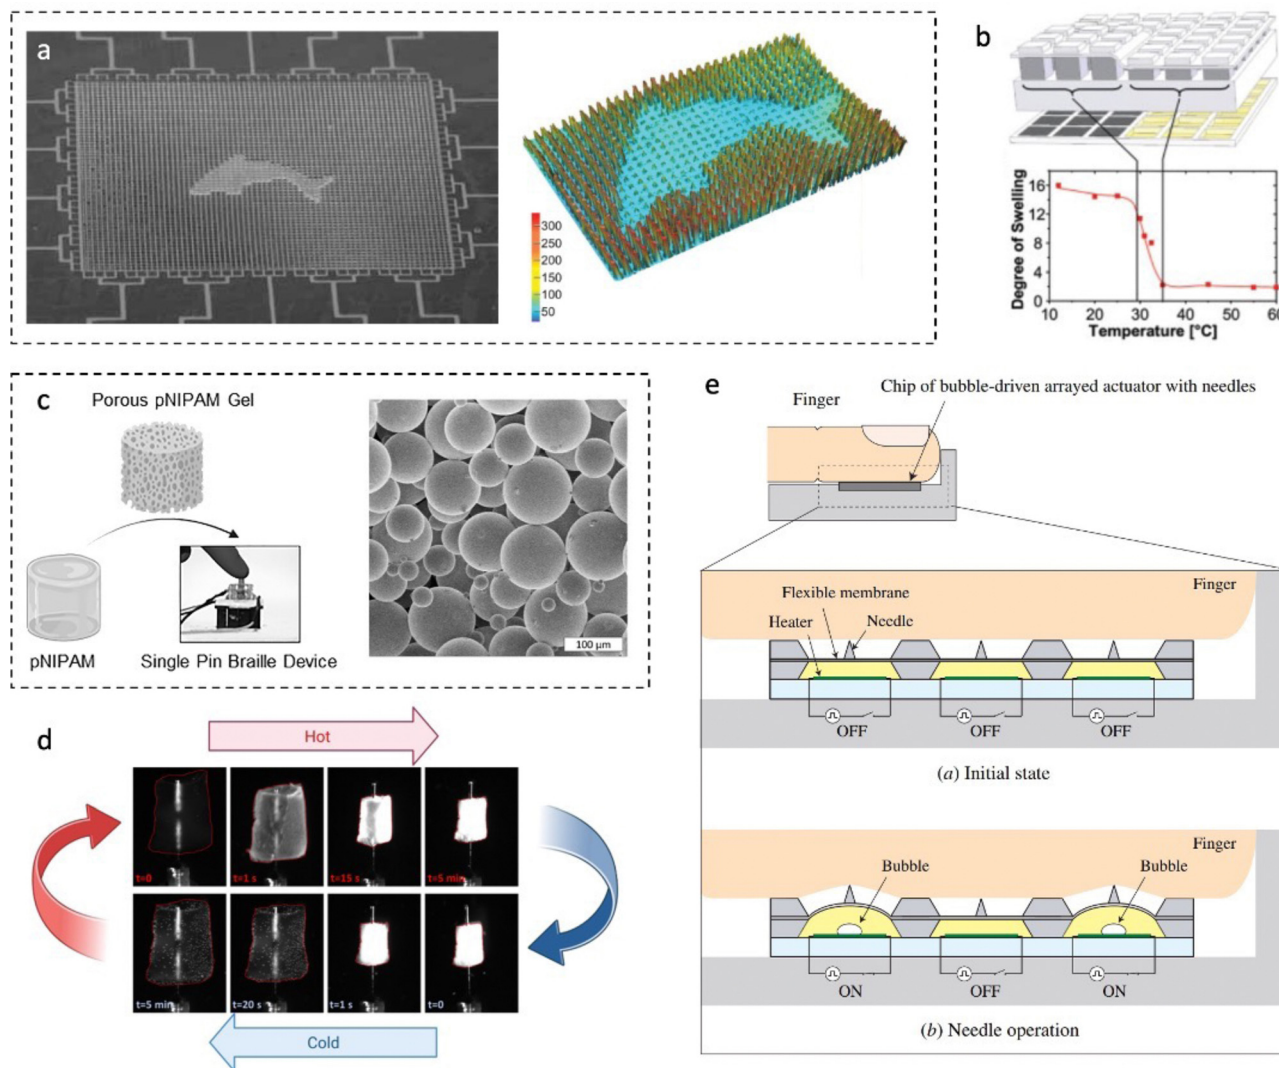 a
300
250
200
150
100
50
b
Degree of Swelling
16
12
8
4
0
10
20
30
40
50
60
Temperature [°C]
c
Porous pNIPAM Gel
pNIPAM
Single Pin Braille Device
100 µm
d
Hot
t=0
t=1 s
t=15 s
t=5 min
t=5 min
t=20 s
t=1 s
t=0
Cold
e
Chip of bubble-driven arrayed actuator with needles
Finger
Finger
Flexible membrane
Heater
Needle
OFF
OFF
OFF
(a) Initial state
Finger
Bubble
Bubble
ON
OFF
ON
(b) Needle operation